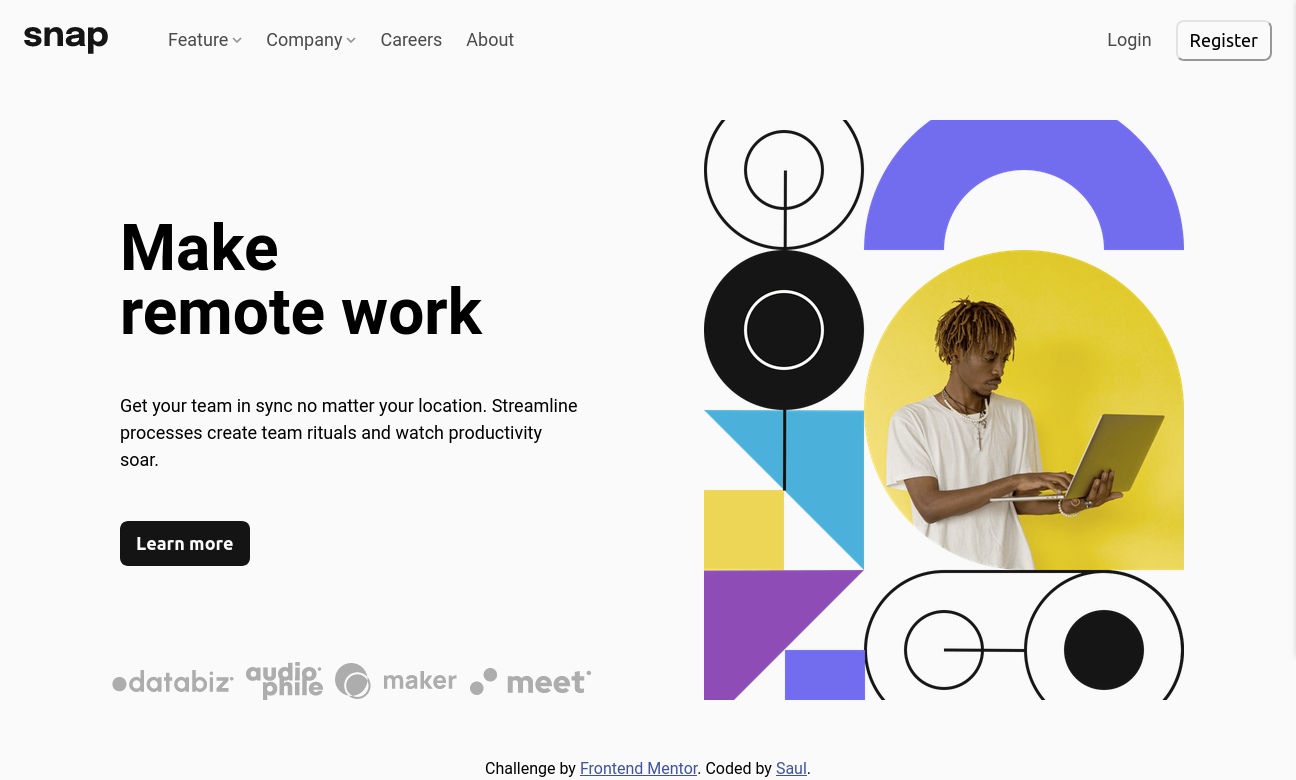 snap
Feature Company Careers About
Login Register
Make
remote work
Get your team in sync no matter your location. Streamline
processes create team rituals and watch productivity
soar.
Learn more
databiz audiophile maker meet
Challenge by Frontend Mentor. Coded by Saul.